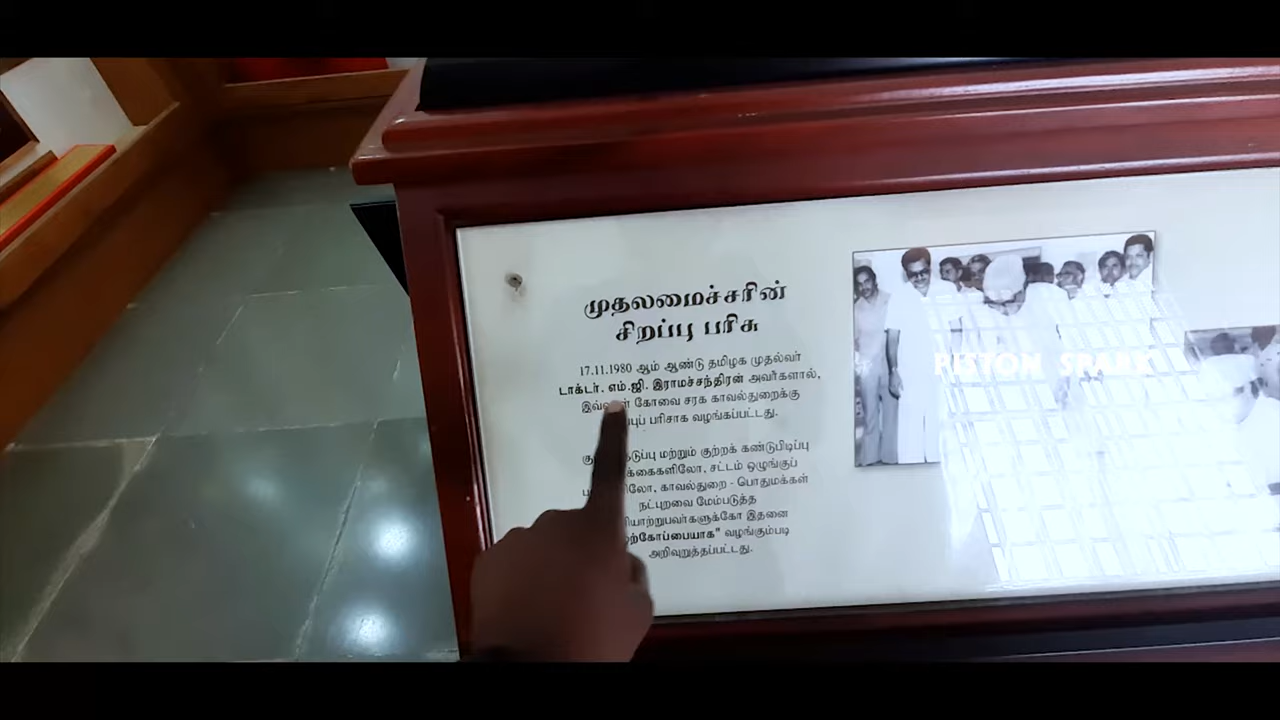 முதலமைச்சரின்
சிறப்பு பரிசு
17.11.1980 ஆம் ஆண்டு தமிழக முதல்வர்
டாக்டர். எம்.ஜி. இராமச்சந்திரன் அவர்களால்,
கோவை சரக காவல்துறைக்கு
பரிசாக வழங்கப்பட்டது.
மற்றும் குற்றக் கண்டுபிடிப்பு
சட்டம் ஒழுங்குப்
காவல்துறை - பொதுமக்கள்
நட்புறவை மேம்படுத்த
இதனை
வழங்கும்படி
அறிவுறுத்தப்பட்டது.
PISTON SPARK